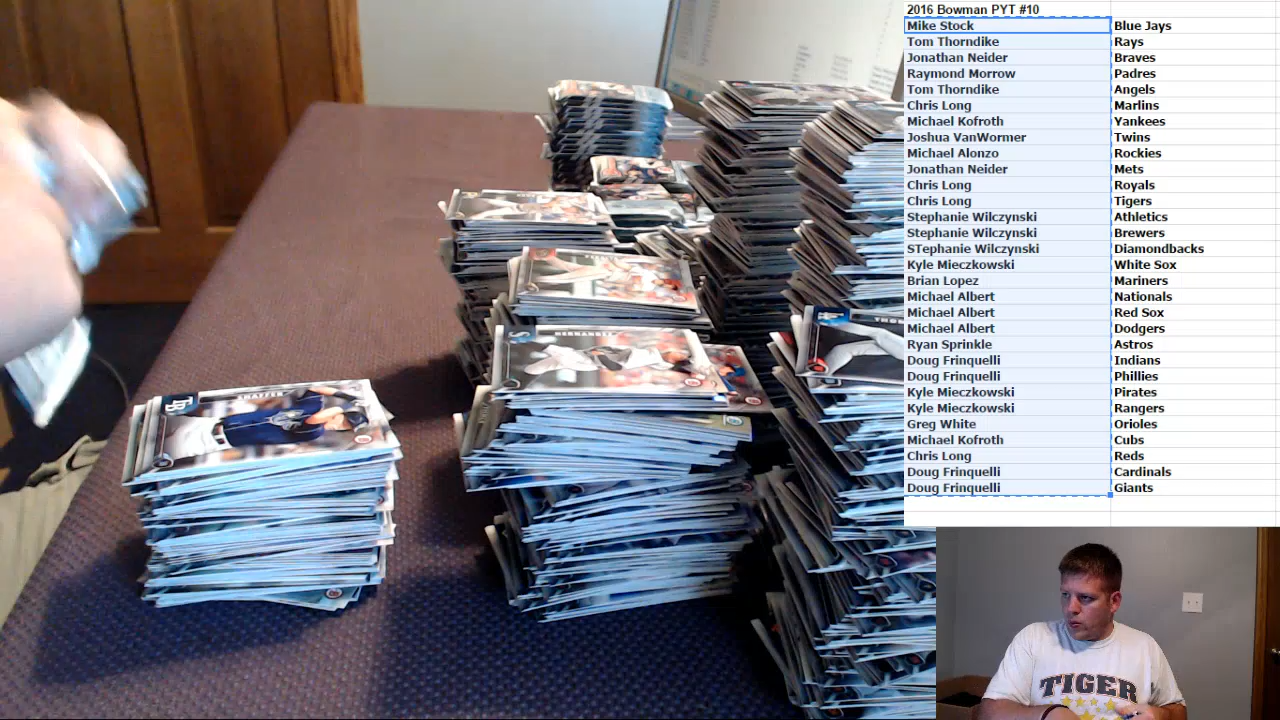 2016 Bowman PYT #10
Mike Stock Blue Jays
Tom Thorndike Rays
Jonathan Neider Braves
Raymond Morrow Padres
Tom Thorndike Angels
Chris Long Marlins
Michael Kofroth Yankees
Joshua VanWormer Twins
Michael Alonzo Rockies
Jonathan Neider Mets
Chris Long Royals
Chris Long Tigers
Stephanie Wilczynski Athletics
Stephanie Wilczynski Brewers
STephanie Wilczynski Diamondbacks
Kyle Mieczkowski White Sox
Brian Lopez Mariners
Michael Albert Nationals
Michael Albert Red Sox
Michael Albert Dodgers
Ryan Sprinkle Astros
Doug Frinquelli Indians
Doug Frinquelli Phillies
Kyle Mieczkowski Pirates
Kyle Mieczkowski Rangers
Greg White Orioles
Michael Kofroth Cubs
Chris Long Reds
Doug Frinquelli Cardinals
Doug Frinquelli Giants
HERNANDEZ
SHAFFER
TB
TIGER